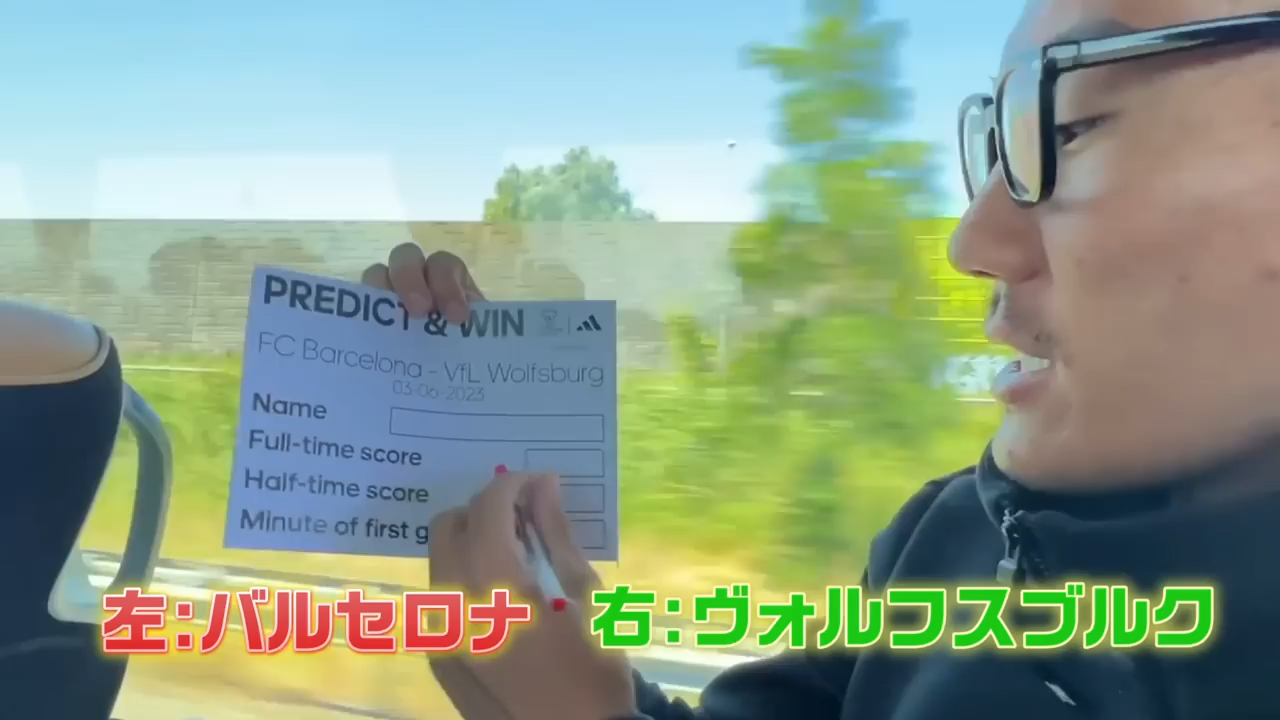 PREDICT & WIN
FC Barcelona - VfL Wolfsburg
03-06-2023
Name
Full-time score
Half-time score
Minute of first g
左:バルセロナ 右:ヴォルフスブルク